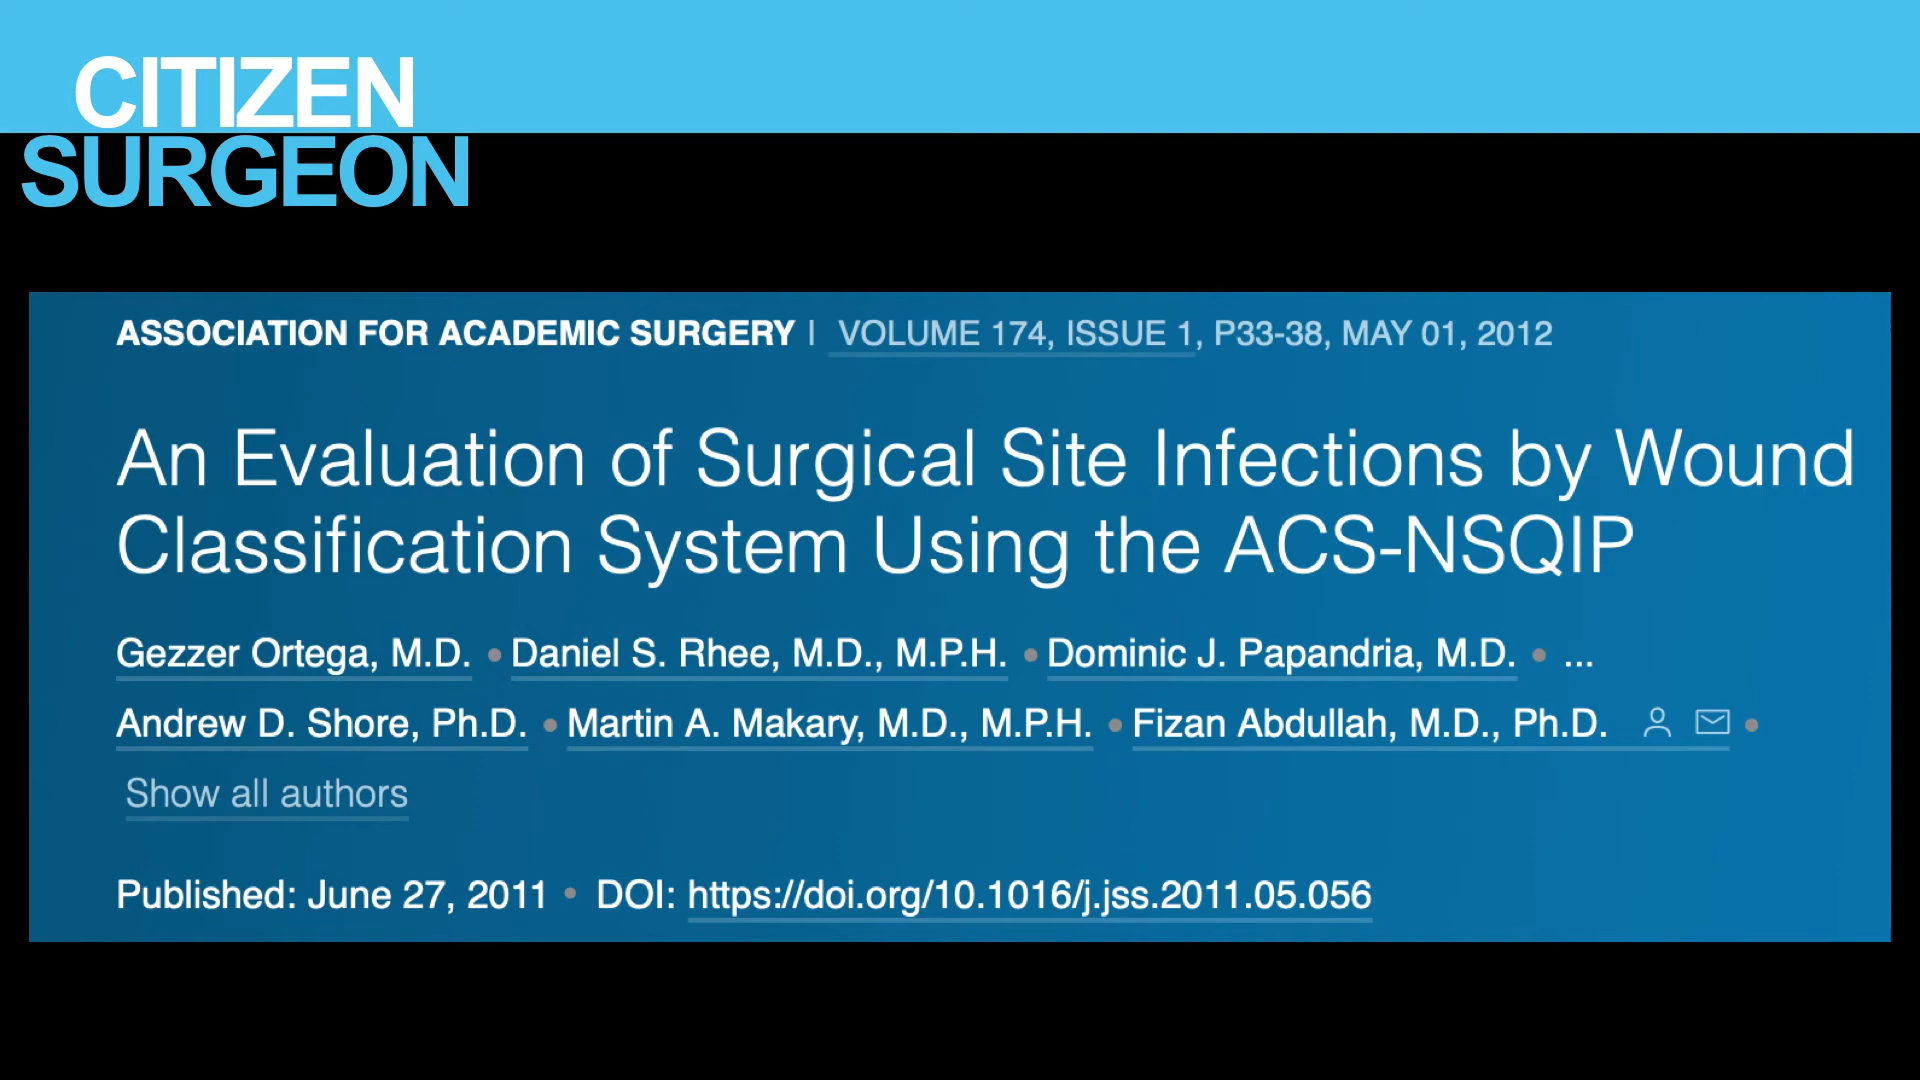 CITIZEN
SURGEON
ASSOCIATION FOR ACADEMIC SURGERY | VOLUME 174, ISSUE 1, P33-38, MAY 01, 2012
An Evaluation of Surgical Site Infections by Wound
Classification System Using the ACS-NSQIP
Gezzer Ortega, M.D. • Daniel S. Rhee, M.D., M.P.H. • Dominic J. Papandria, M.D. • ...
Andrew D. Shore, Ph.D. • Martin A. Makary, M.D., M.P.H. • Fizan Abdullah, M.D., Ph.D. •
Show all authors
Published: June 27, 2011 • DOI: https://doi.org/10.1016/j.jss.2011.05.056